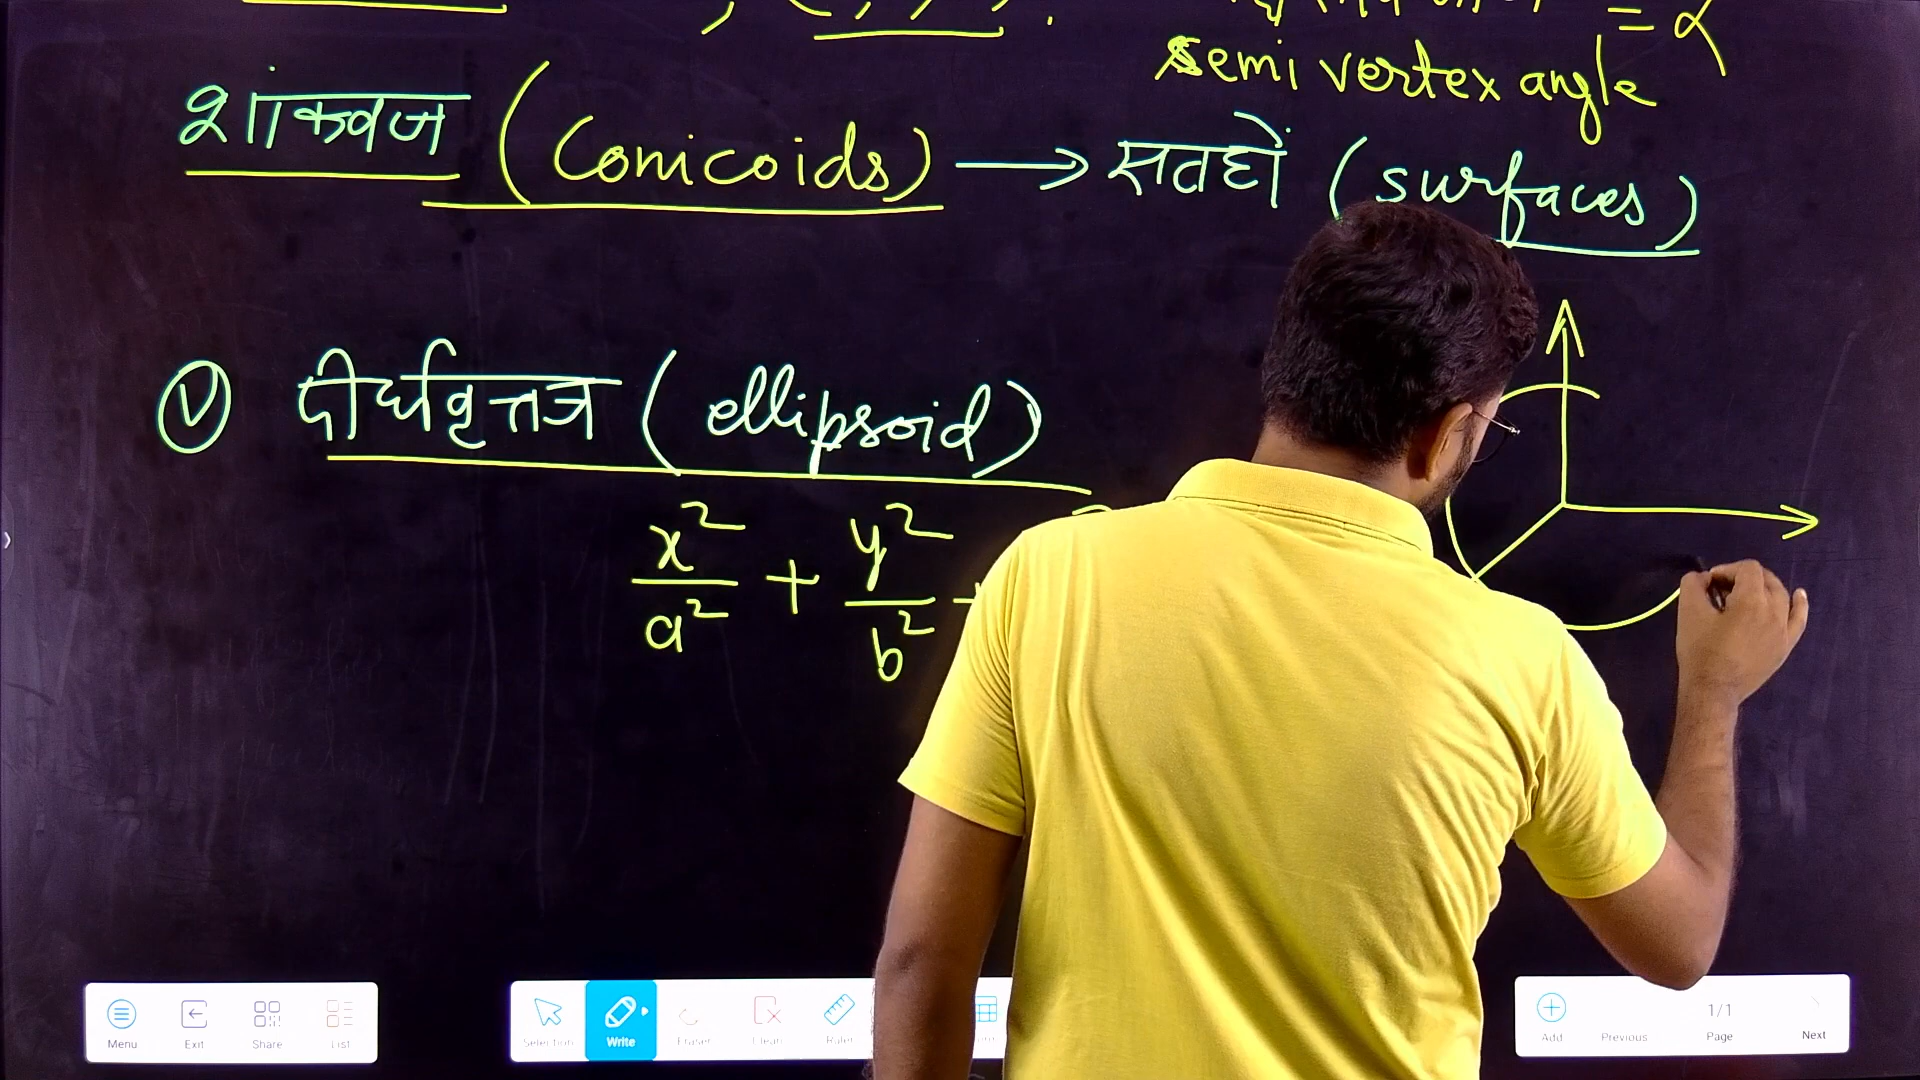 = α
semi vertex angle
शांकवज (Conicoids) → सतहों (surfaces)
V दीर्घवृत्तज (ellipsoid)
x²/a² + y²/b² +
Menu Exit Share List Selection Write Eraser Clean Ruler Add Previous 1/1 Page Next